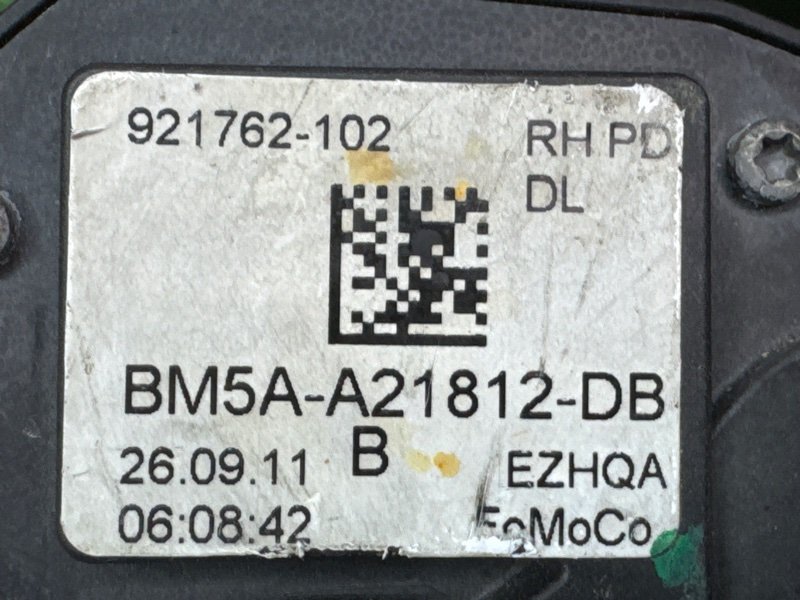 921762-102 RH PD
DL
BM5A-A21812-DB
B
26.09.11 EZHQA
06:08:42 FoMoCo